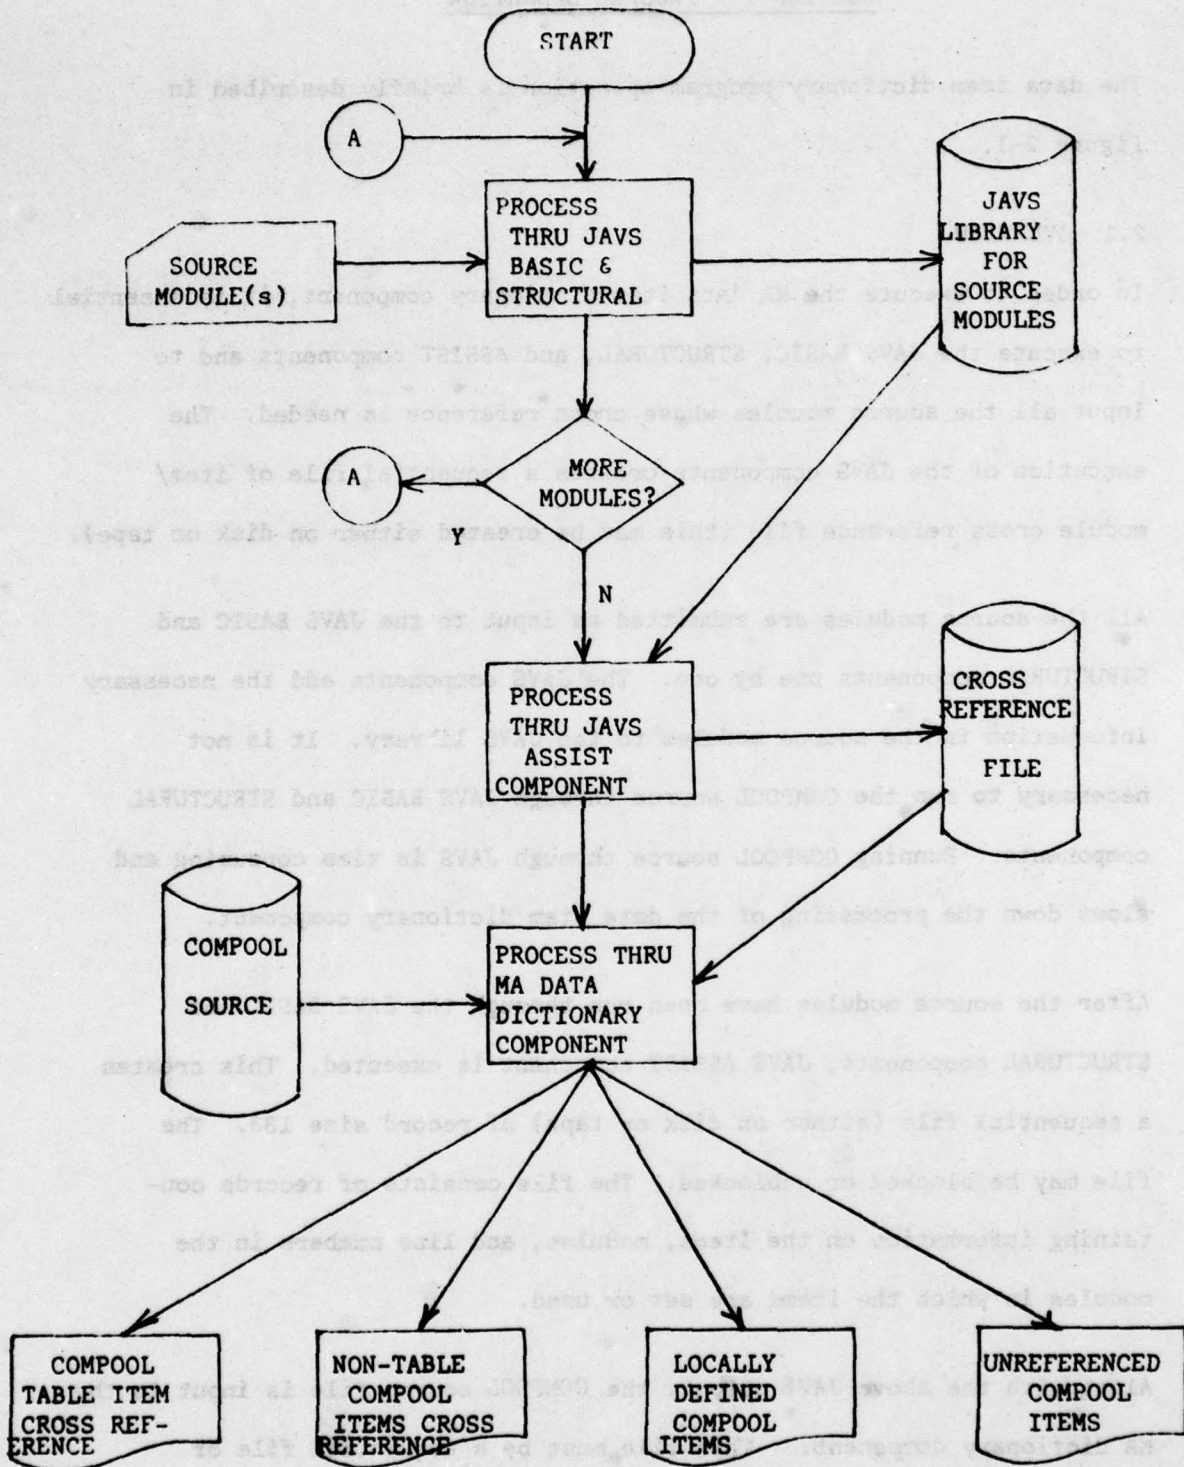 START
A
PROCESS
THRU JAVS
BASIC &
STRUCTURAL
SOURCE
MODULE(s)
JAVS
LIBRARY
FOR
SOURCE
MODULES
MORE
MODULES?
A
Y
N
PROCESS
THRU JAVS
ASSIST
COMPONENT
CROSS
REFERENCE
FILE
COMPOOL
SOURCE
PROCESS THRU
MA DATA
DICTIONARY
COMPONENT
COMPOOL
TABLE ITEM
CROSS REF-
ERENCE
NON-TABLE
COMPOOL
ITEMS CROSS
REFERENCE
LOCALLY
DEFINED
COMPOOL
ITEMS
UNREFERENCED
COMPOOL
ITEMS